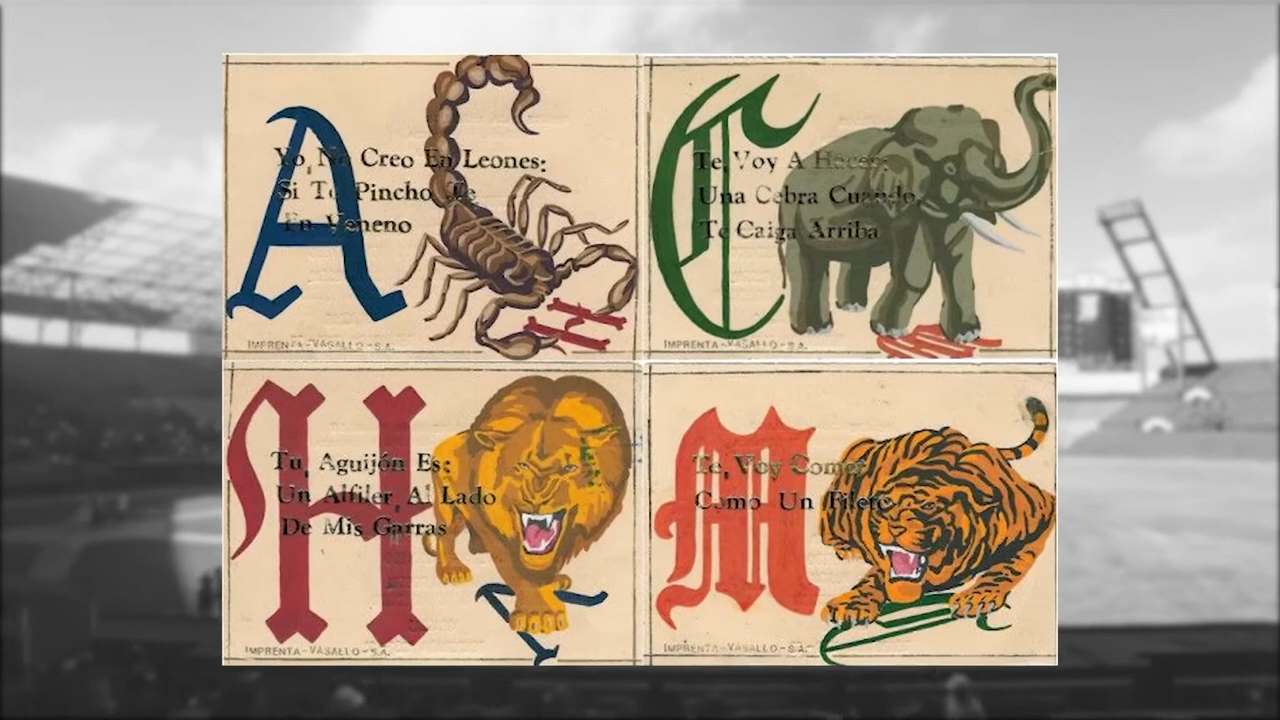 A
Yo, No Creo En Leones:
Si Te Pincho Te
En-Veneno
H
IMPRENTA-VASALLO-S.A.
C
Te, Voy A Hacer:
Una Cebra Cuando,
Te Caiga Arriba
H
IMPRENTA-VASALLO-S.A.
H
Tu, Aguijón Es:
Un Alfiler, Al Lado
De Mis Garras
A
IMPRENTA-VASALLO-S.A.
M
Te, Voy Comer
Como Un Filete
C
IMPRENTA-VASALLO-S.A.